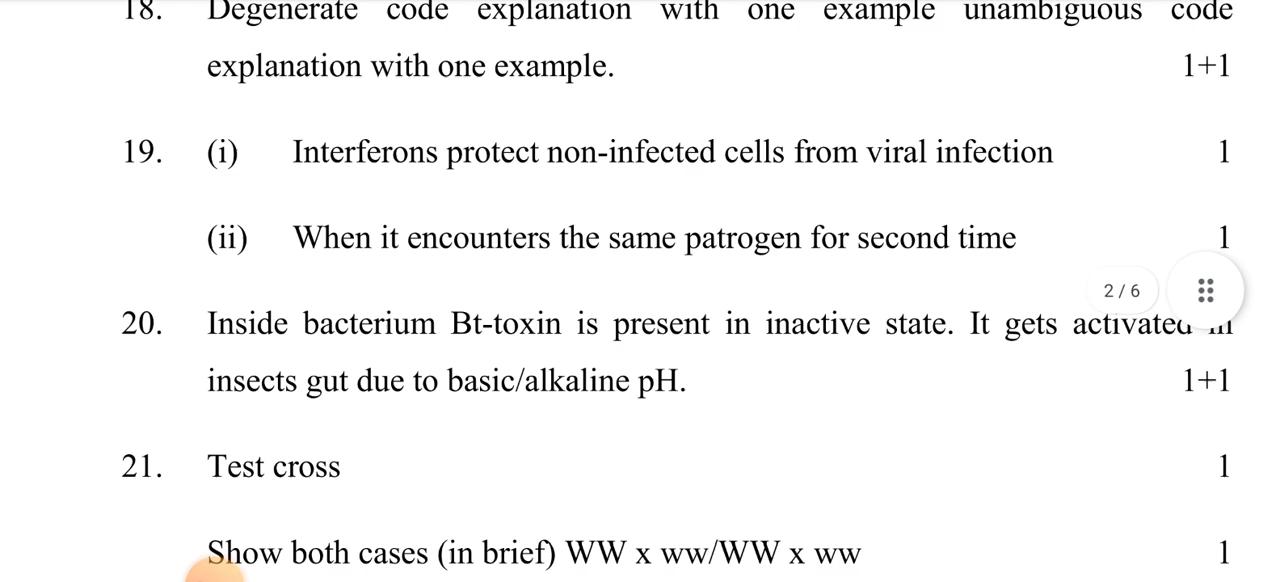 18. Degenerate code explanation with one example unambiguous code
explanation with one example. 1+1
19. (i) Interferons protect non-infected cells from viral infection 1
(ii) When it encounters the same patrogen for second time 1
2 / 6
20. Inside bacterium Bt-toxin is present in inactive state. It gets activated in
insects gut due to basic/alkaline pH. 1+1
21. Test cross 1
Show both cases (in brief) WW x ww/WW x ww 1